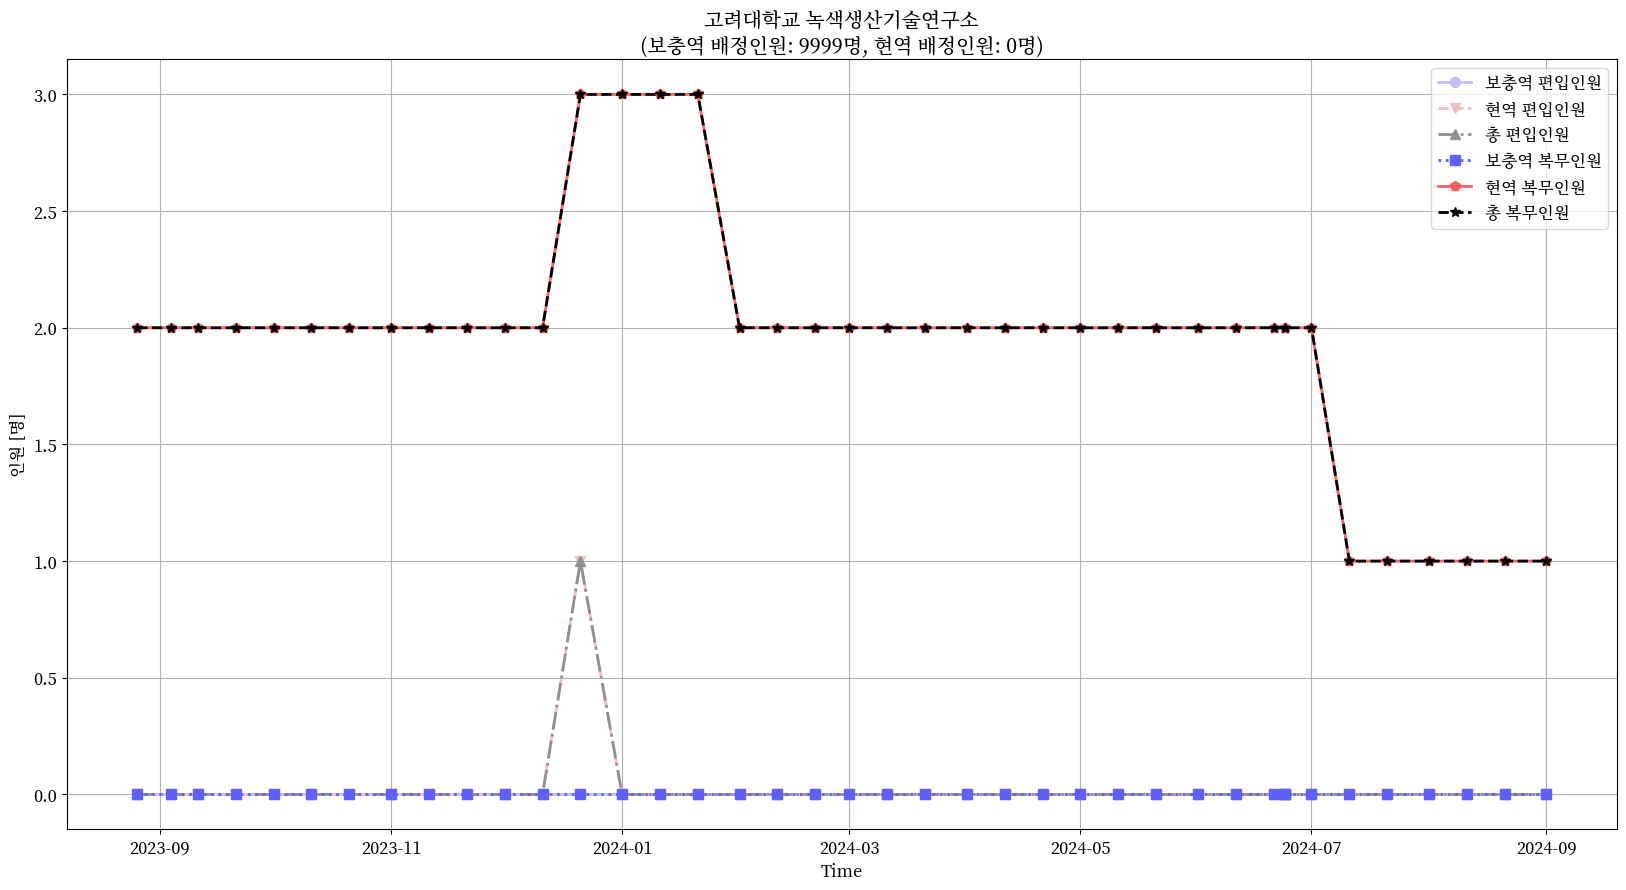 고려대학교 녹색생산기술연구소
(보충역 배정인원: 9999명, 현역 배정인원: 0명)
보충역 편입인원
현역 편입인원
총 편입인원
보충역 복무인원
현역 복무인원
총 복무인원
인원 [명]
3.0
2.5
2.0
1.5
1.0
0.5
0.0
2023-09
2023-11
2024-01
2024-03
2024-05
2024-07
2024-09
Time